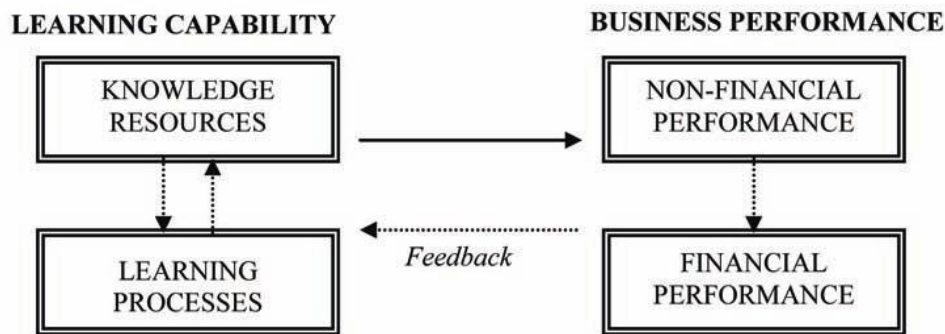 LEARNING CAPABILITY
BUSINESS PERFORMANCE
KNOWLEDGE
RESOURCES
NON-FINANCIAL
PERFORMANCE
Feedback
LEARNING
PROCESSES
FINANCIAL
PERFORMANCE